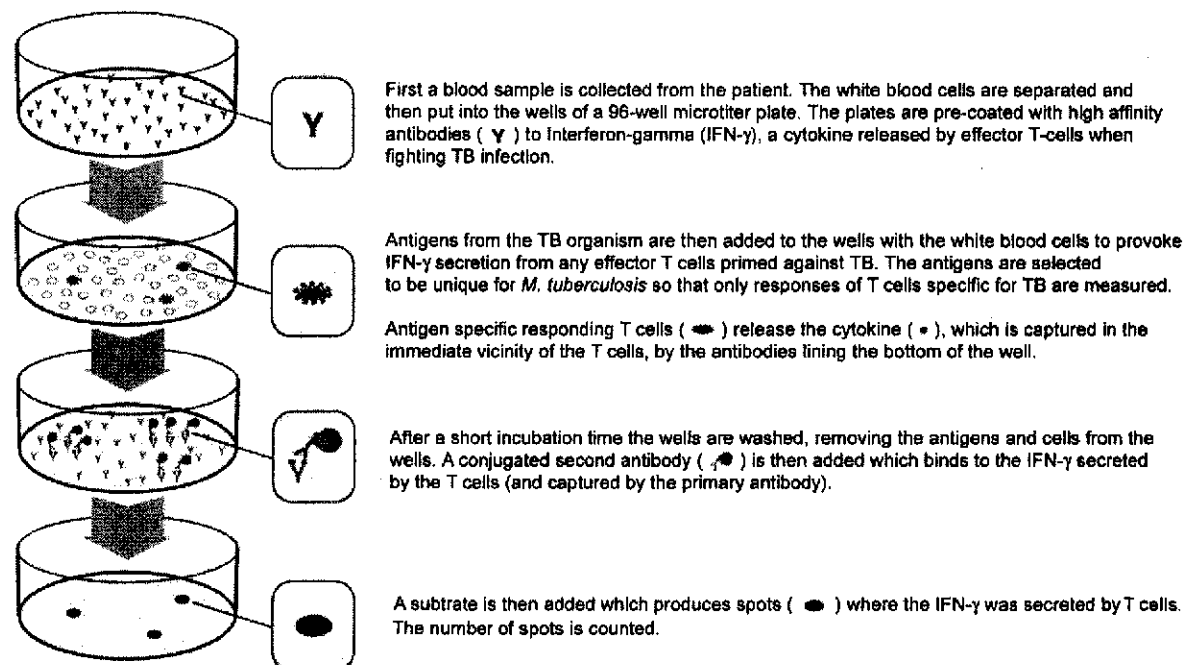 Y
First a blood sample is collected from the patient. The white blood cells are separated and
then put into the wells of a 96-well microtiter plate. The plates are pre-coated with high affinity
antibodies ( Y ) to Interferon-gamma (IFN-γ), a cytokine released by effector T-cells when
fighting TB infection.
Antigens from the TB organism are then added to the wells with the white blood cells to provoke
IFN-γ secretion from any effector T cells primed against TB. The antigens are selected
to be unique for M. tuberculosis so that only responses of T cells specific for TB are measured.
Antigen specific responding T cells ( ) release the cytokine ( • ), which is captured in the
immediate vicinity of the T cells, by the antibodies lining the bottom of the well.
After a short incubation time the wells are washed, removing the antigens and cells from the
wells. A conjugated second antibody ( ) is then added which binds to the IFN-γ secreted
by the T cells (and captured by the primary antibody).
A subtrate is then added which produces spots ( ) where the IFN-γ was secreted by T cells.
The number of spots is counted.